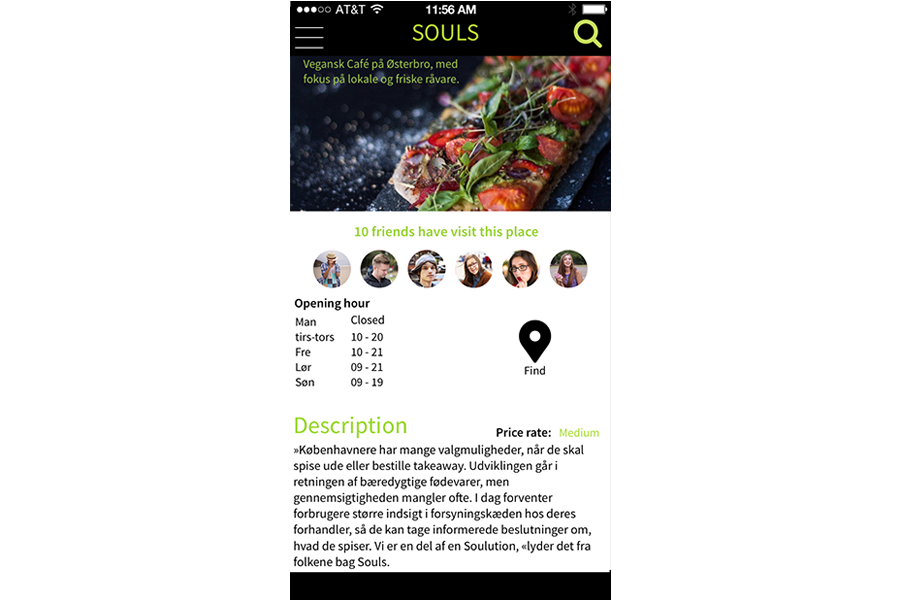 AT&T 11:56 AM
SOULS
Vegansk Café på Østerbro, med
fokus på lokale og friske råvare.
10 friends have visit this place
Opening hour
Man Closed
tirs-tors 10 - 20
Fre 10 - 21
Lør 09 - 21
Søn 09 - 19
Find
Description
Price rate: Medium
»Københavnere har mange valgmuligheder, når de skal
spise ude eller bestille takeaway. Udviklingen går i
retningen af bæredygtige fødevarer, men
gennemsigtigheden mangler ofte. I dag forventer
forbrugere større indsigt i forsyningskæden hos deres
forhandler, så de kan tage informerede beslutninger om,
hvad de spiser. Vi er en del af en Soulution, «lyder det fra
folkene bag Souls.